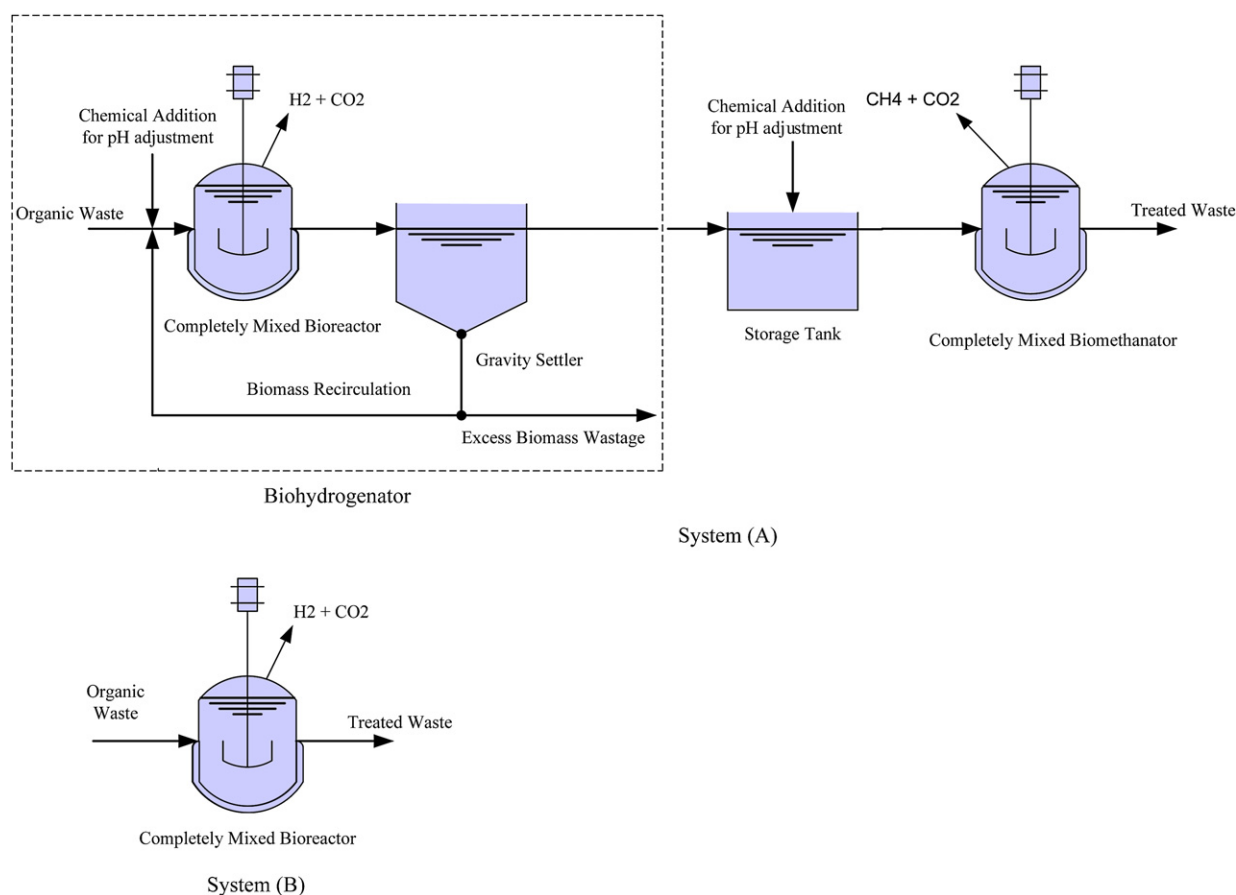 H2 + CO2
Chemical Addition
for pH adjustment
Organic Waste
Completely Mixed Bioreactor
Gravity Settler
Biomass Recirculation
Excess Biomass Wastage
Biohydrogenator
Chemical Addition
for pH adjustment
CH4 + CO2
Treated Waste
Storage Tank
Completely Mixed Biomethanator
System (A)
H2 + CO2
Organic
Waste
Treated Waste
Completely Mixed Bioreactor
System (B)